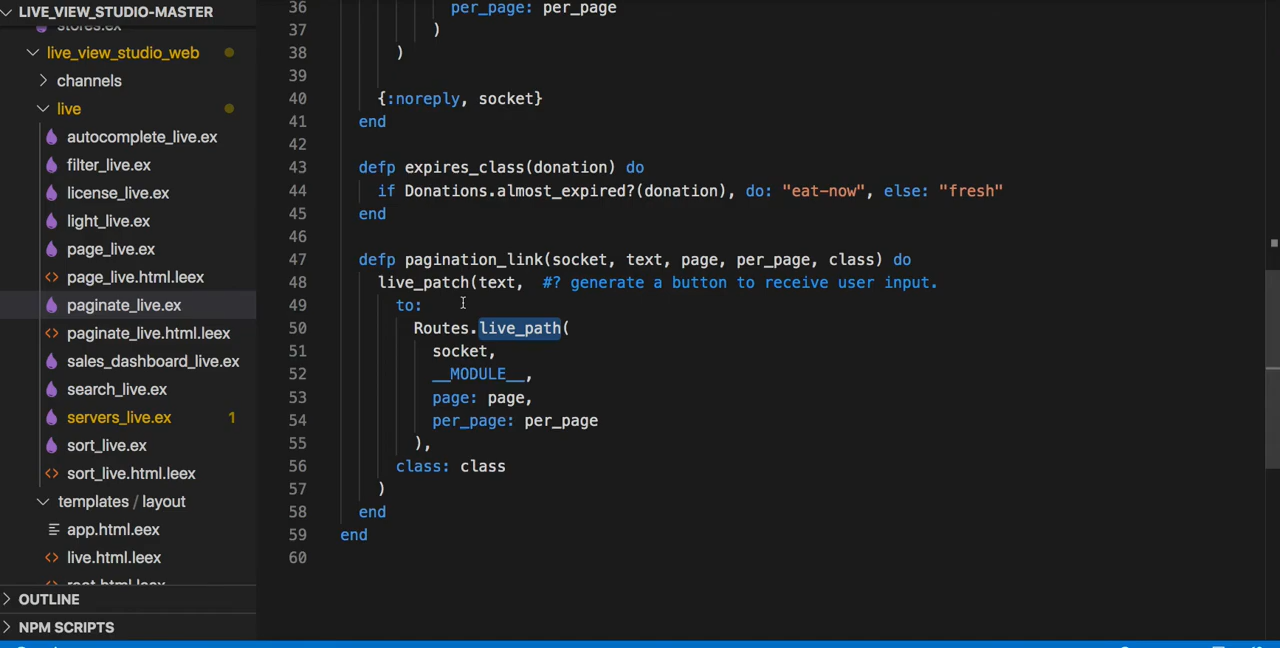 LIVE_VIEW_STUDIO-MASTER
stores.ex
live_view_studio_web
channels
live
autocomplete_live.ex
filter_live.ex
license_live.ex
light_live.ex
page_live.ex
page_live.html.leex
paginate_live.ex
paginate_live.html.leex
sales_dashboard_live.ex
search_live.ex
servers_live.ex 1
sort_live.ex
sort_live.html.leex
templates / layout
app.html.eex
live.html.leex
root.html.leex
OUTLINE
NPM SCRIPTS
36 per_page: per_page
37 )
38 )
39
40 {:noreply, socket}
41 end
42
43 defp expires_class(donation) do
44 if Donations.almost_expired?(donation), do: "eat-now", else: "fresh"
45 end
46
47 defp pagination_link(socket, text, page, per_page, class) do
48 live_patch(text, #? generate a button to receive user input.
49 to:
50 Routes.live_path(
51 socket,
52 __MODULE__,
53 page: page,
54 per_page: per_page
55 ),
56 class: class
57 )
58 end
59 end
60